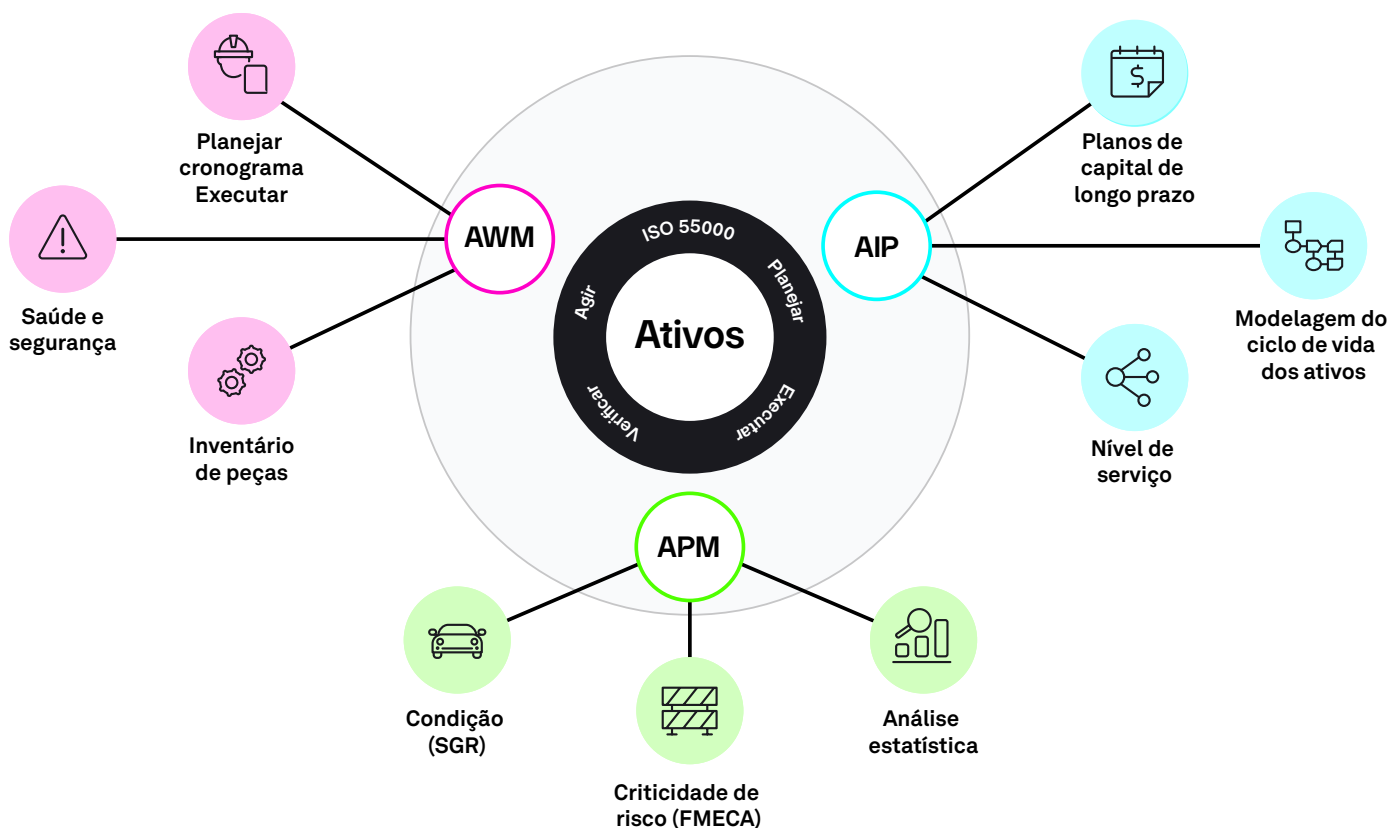 Planejar
cronograma
Executar
Saúde e
segurança
Inventário
de peças
AWM
ISO 55000
Planejar
Executar
Verificar
Agir
Ativos
AIP
$
Planos de
capital de
longo prazo
Modelagem do
ciclo de vida
dos ativos
Nível de
serviço
APM
Condição
(SGR)
Criticidade de
risco (FMECA)
Análise
estatística